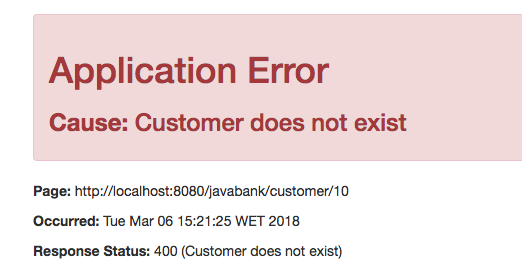 Application Error
Cause: Customer does not exist
Page: http://localhost:8080/javabank/customer/10
Occurred: Tue Mar 06 15:21:25 WET 2018
Response Status: 400 (Customer does not exist)